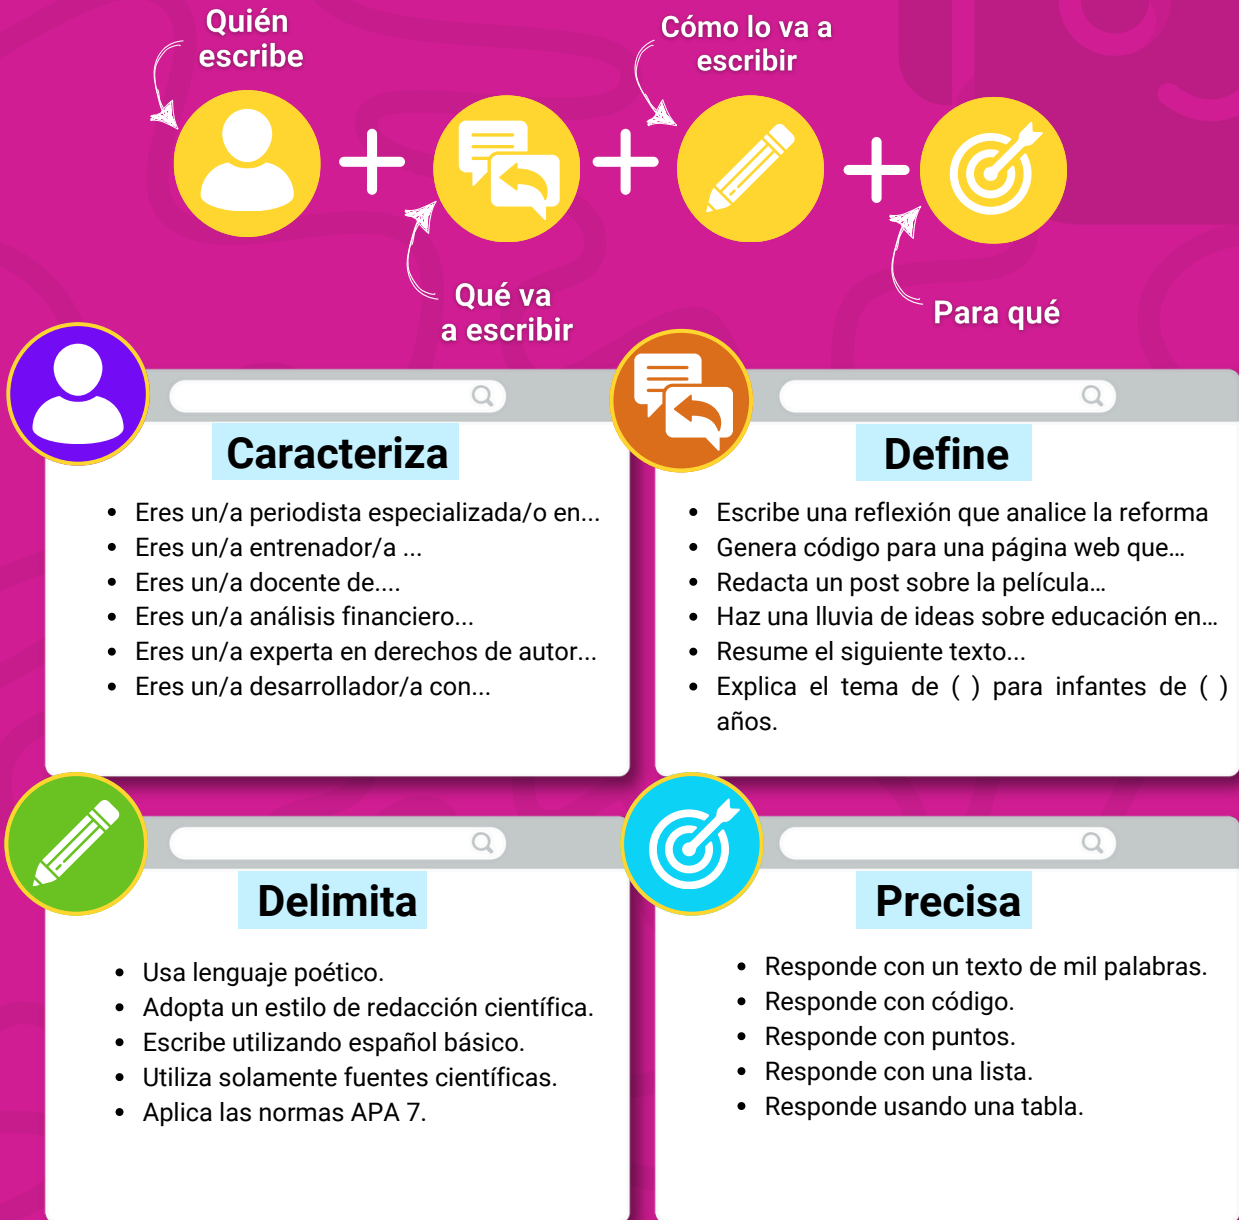 Quién
escribe
Cómo lo va a
escribir
Qué va
a escribir
Para qué
Caracteriza
• Eres un/a periodista especializada/o en...
• Eres un/a entrenador/a ...
• Eres un/a docente de....
• Eres un/a análisis financiero...
• Eres un/a experta en derechos de autor...
• Eres un/a desarrollador/a con...
Define
• Escribe una reflexión que analice la reforma
• Genera código para una página web que...
• Redacta un post sobre la película...
• Haz una lluvia de ideas sobre educación en...
• Resume el siguiente texto...
• Explica el tema de ( ) para infantes de ( )
años.
Delimita
• Usa lenguaje poético.
• Adopta un estilo de redacción científica.
• Escribe utilizando español básico.
• Utiliza solamente fuentes científicas.
• Aplica las normas APA 7.
Precisa
• Responde con un texto de mil palabras.
• Responde con código.
• Responde con puntos.
• Responde con una lista.
• Responde usando una tabla.